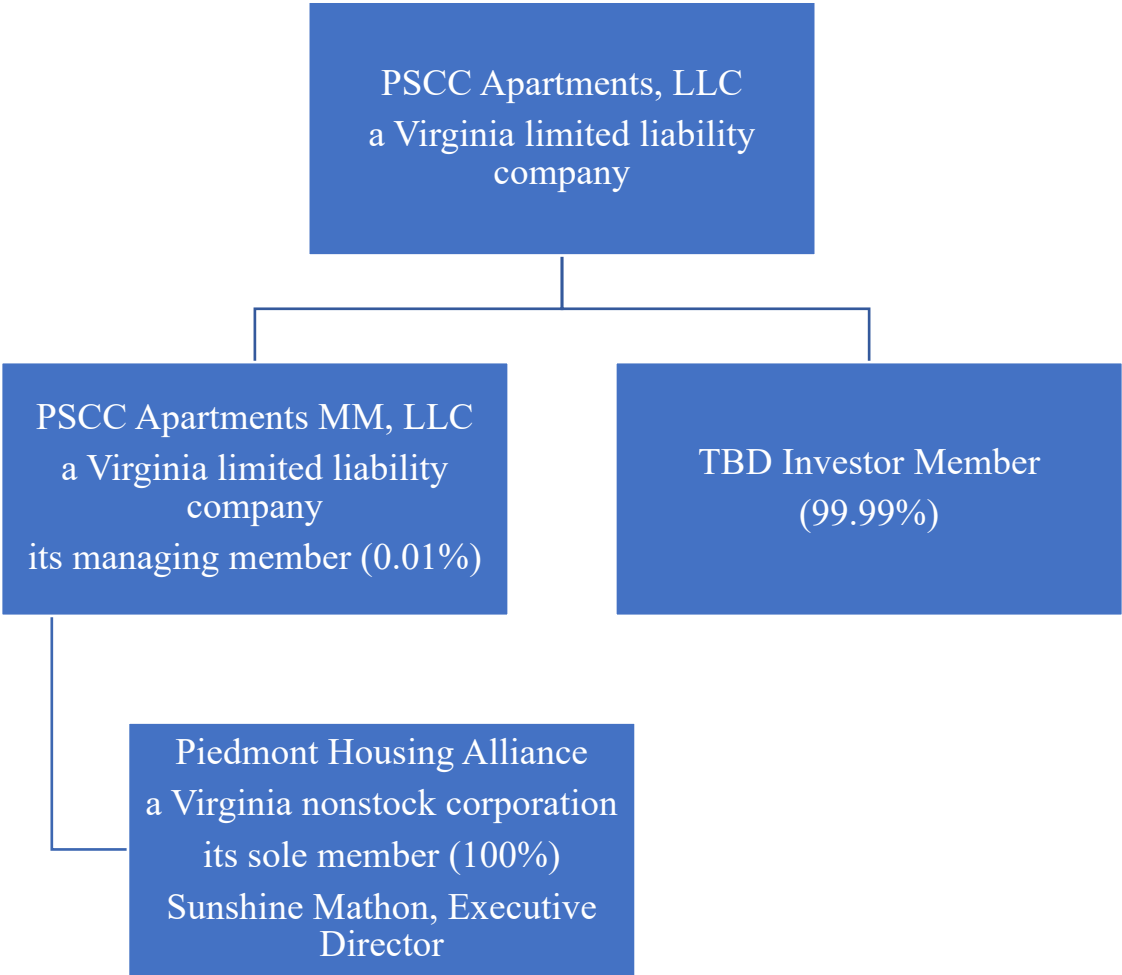 PSCC Apartments, LLC
a Virginia limited liability
company
PSCC Apartments MM, LLC
a Virginia limited liability
company
its managing member (0.01%)
TBD Investor Member
(99.99%)
Piedmont Housing Alliance
a Virginia nonstock corporation
its sole member (100%)
Sunshine Mathon, Executive
Director